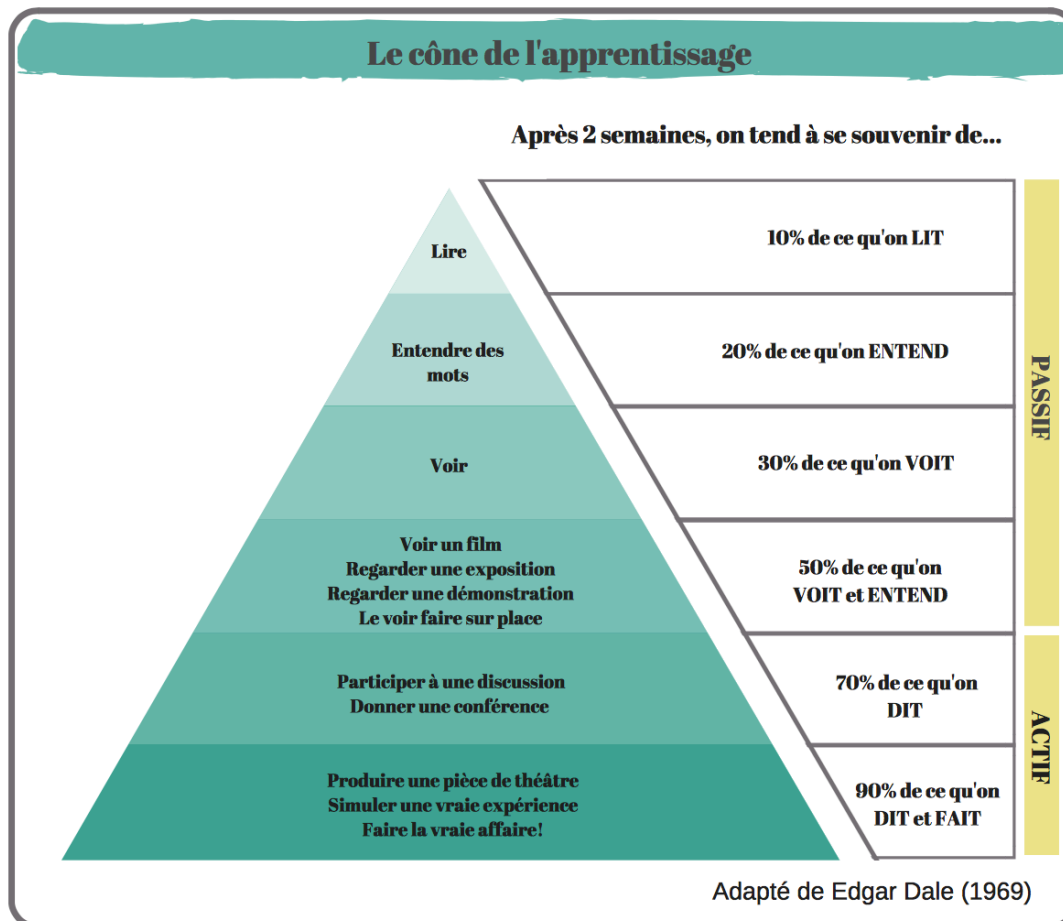 Le cône de l'apprentissage
Après 2 semaines, on tend à se souvenir de...
Lire
10% de ce qu'on LIT
Entendre des
mots
20% de ce qu'on ENTEND
Voir
30% de ce qu'on VOIT
Voir un film
Regarder une exposition
Regarder une démonstration
Le voir faire sur place
50% de ce qu'on
VOIT et ENTEND
PASSIF
Participer à une discussion
Donner une conférence
70% de ce qu'on
DIT
Produire une pièce de théâtre
Simuler une vraie expérience
Faire la vraie affaire!
90% de ce qu'on
DIT et FAIT
ACTIF
Adapté de Edgar Dale (1969)